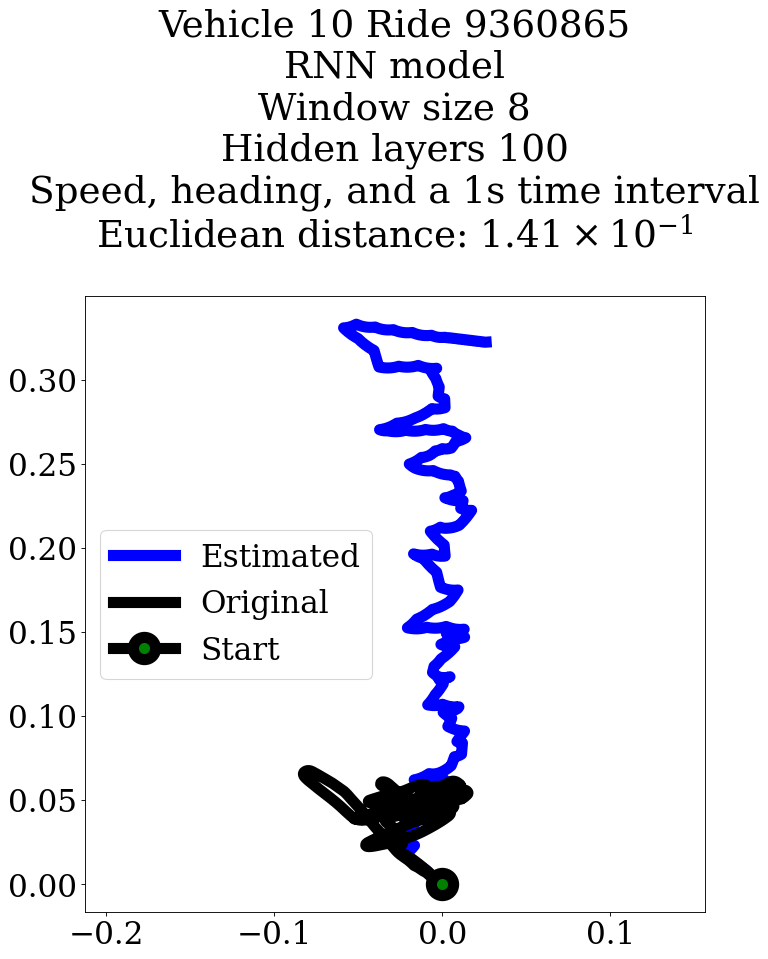 Vehicle 10 Ride 9360865
RNN model
Window size 8
Hidden layers 100
Speed, heading, and a 1s time interval
Euclidean distance: 1.41 × 10⁻¹
0.30
0.25
0.20
0.15
0.10
0.05
0.00
Estimated
Original
Start
−0.2 −0.1 0.0 0.1